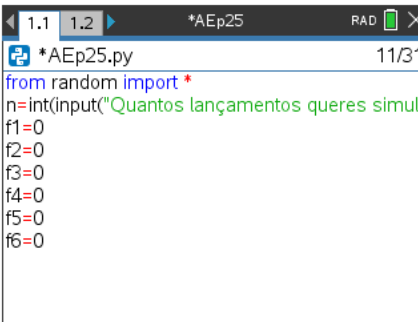 1.1 1.2 *AEp25 RAD
*AEp25.py 11/31
from random import *
n=int(input("Quantos lançamentos queres simul
f1=0
f2=0
f3=0
f4=0
f5=0
f6=0